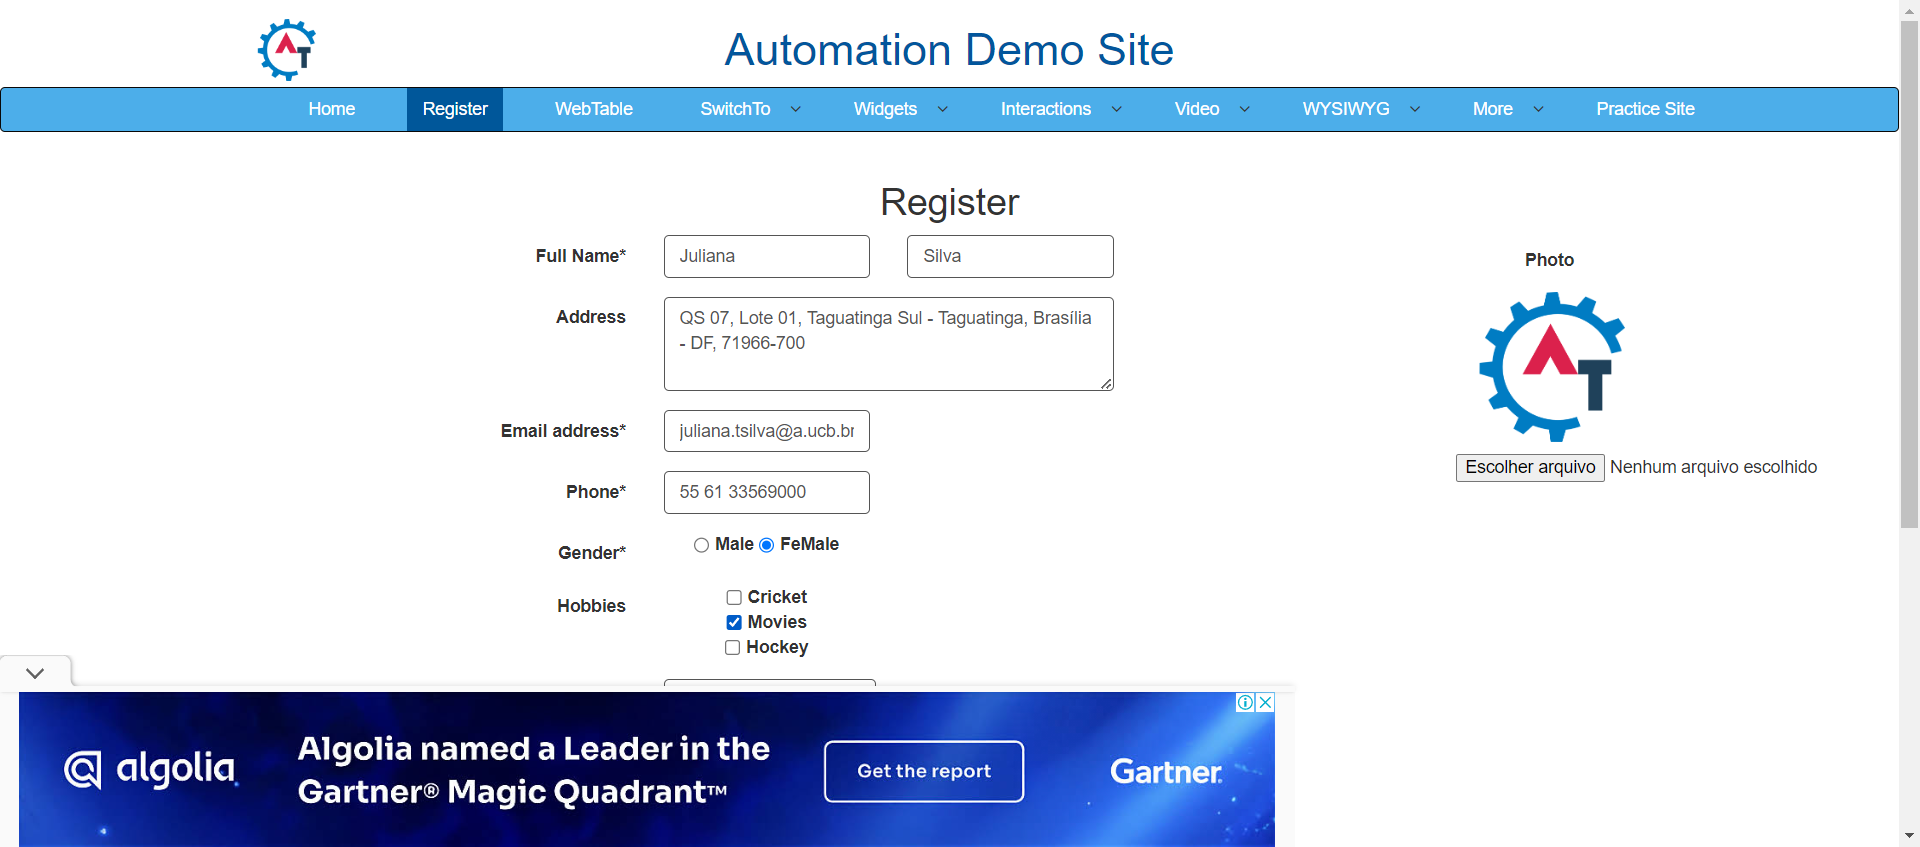 AT
Automation Demo Site
Home Register WebTable SwitchTo Widgets Interactions Video WYSIWYG More Practice Site
Register
Full Name* Juliana Silva
Photo
Address QS 07, Lote 01, Taguatinga Sul - Taguatinga, Brasília
- DF, 71966-700
AT
Email address* juliana.tsilva@a.ucb.br
Escolher arquivo Nenhum arquivo escolhido
Phone* 55 61 33569000
Gender* Male FeMale
Hobbies Cricket
Movies
Hockey
algolia
Algolia named a Leader in the
Gartner® Magic Quadrant™
Get the report
Gartner